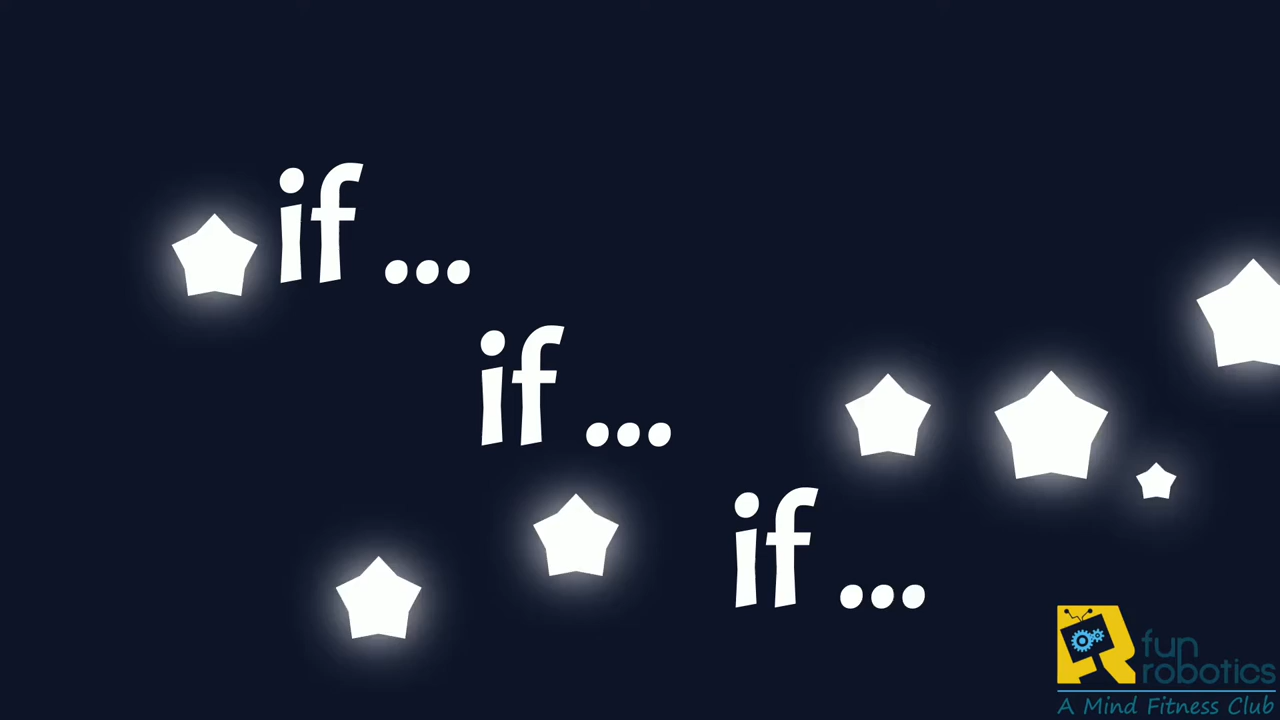 if ...
if ...
if ...
fun
robotics
A Mind Fitness Club